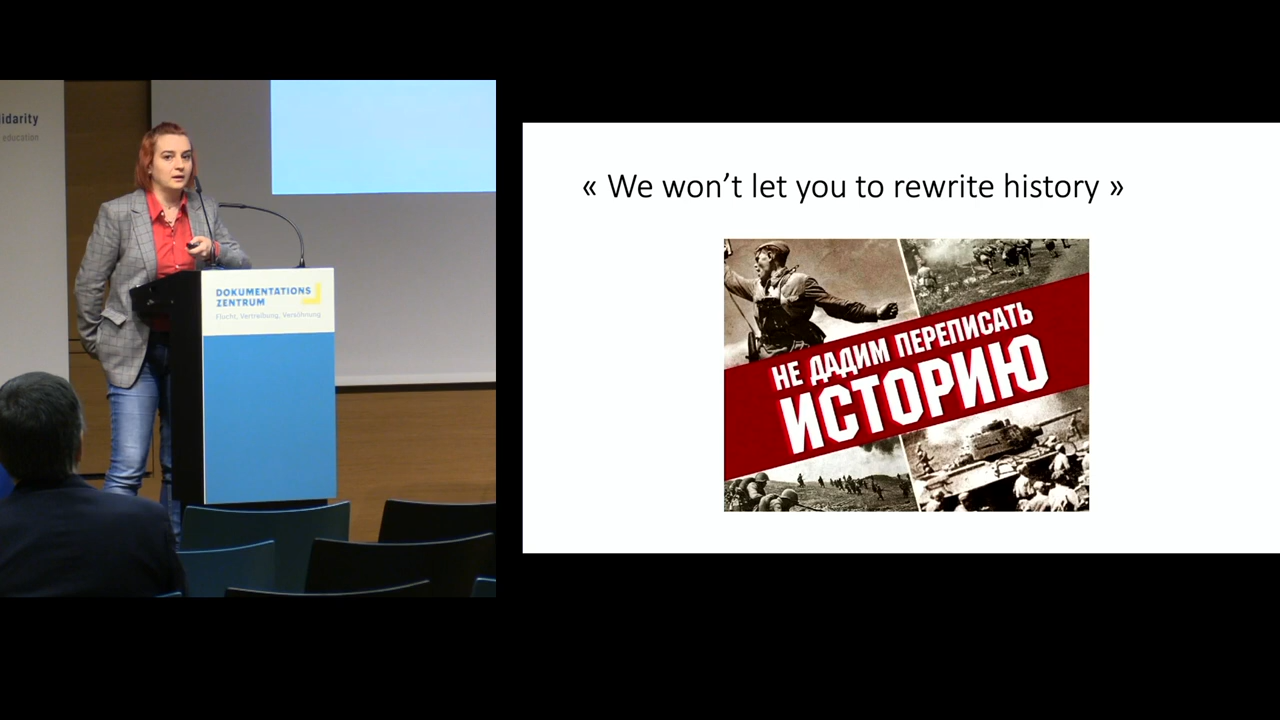 idarity
education
DOKUMENTATIONS
ZENTRUM
Flucht, Vertreibung, Versöhnung
« We won’t let you to rewrite history »
НЕ ДАДИМ ПЕРЕПИСАТЬ
ИСТОРИЮ